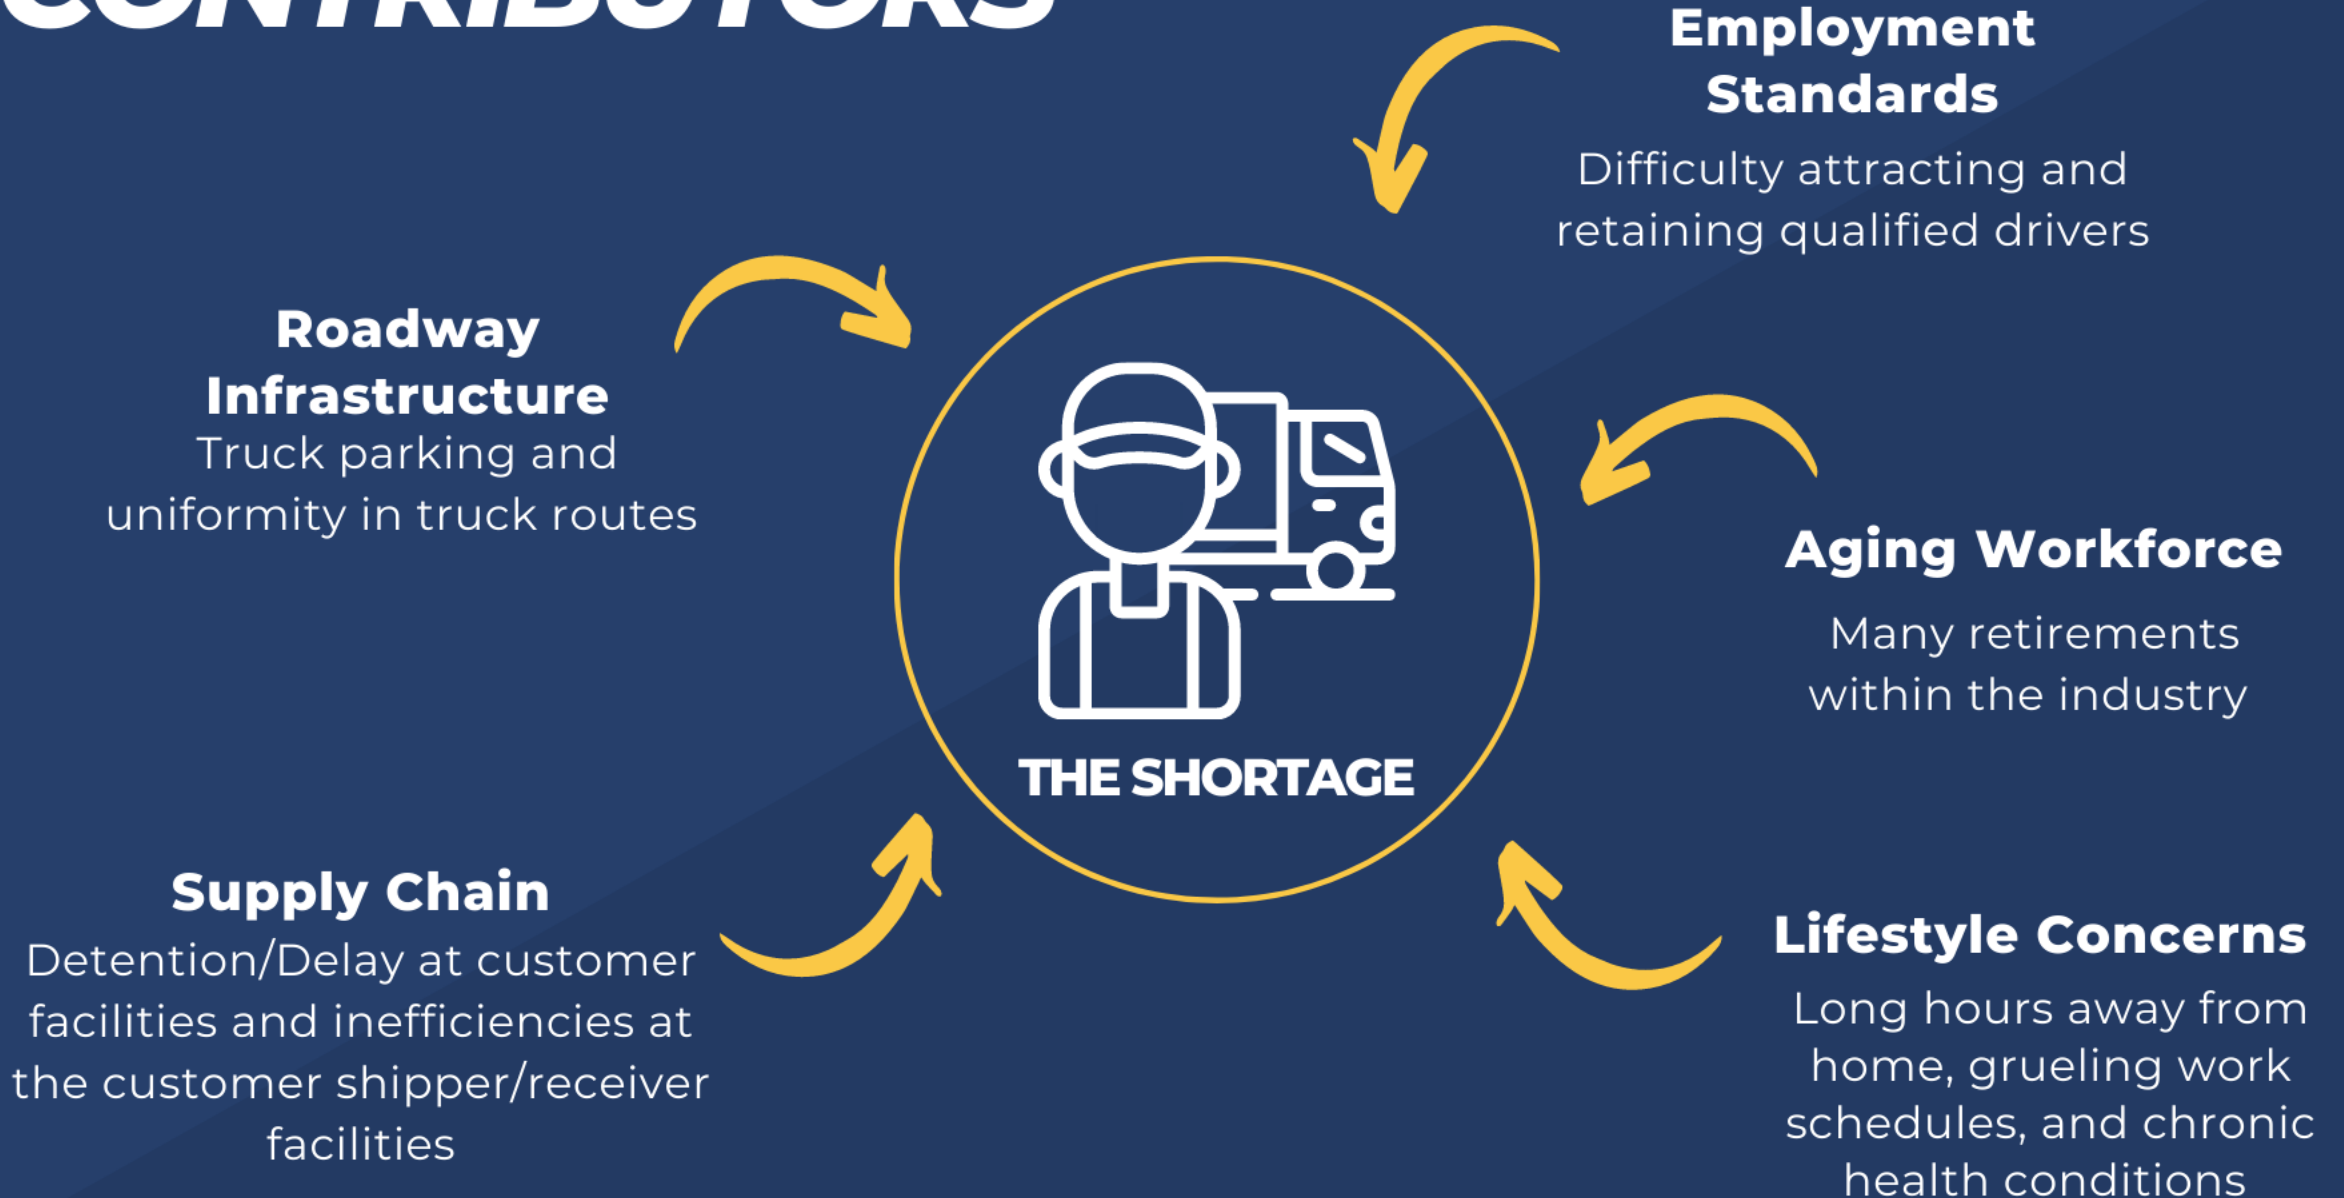 CONTRIBUTORS
Employment
Standards
Difficulty attracting and
retaining qualified drivers
Roadway
Infrastructure
Truck parking and
uniformity in truck routes
Aging Workforce
Many retirements
within the industry
THE SHORTAGE
Supply Chain
Detention/Delay at customer
facilities and inefficiencies at
the customer shipper/receiver
facilities
Lifestyle Concerns
Long hours away from
home, grueling work
schedules, and chronic
health conditions